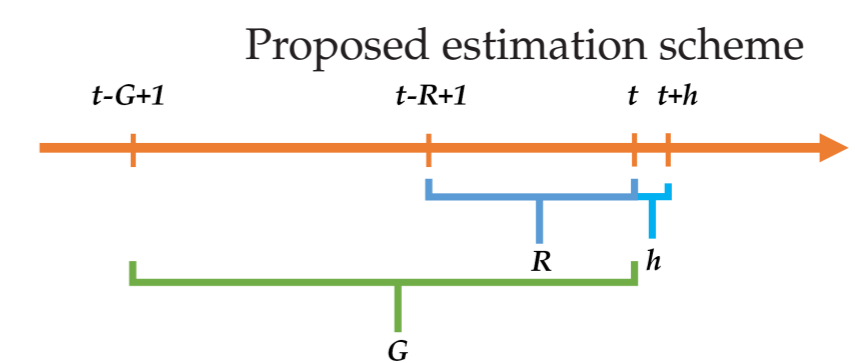 Proposed estimation scheme
t-G+1 t-R+1 t t+h
R h
G